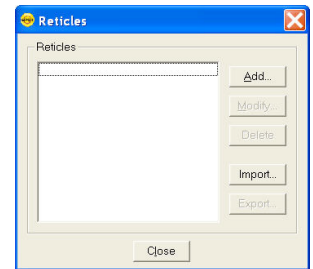 Reticles
Reticles
Add...
Modify...
Delete
Import...
Export...
Close